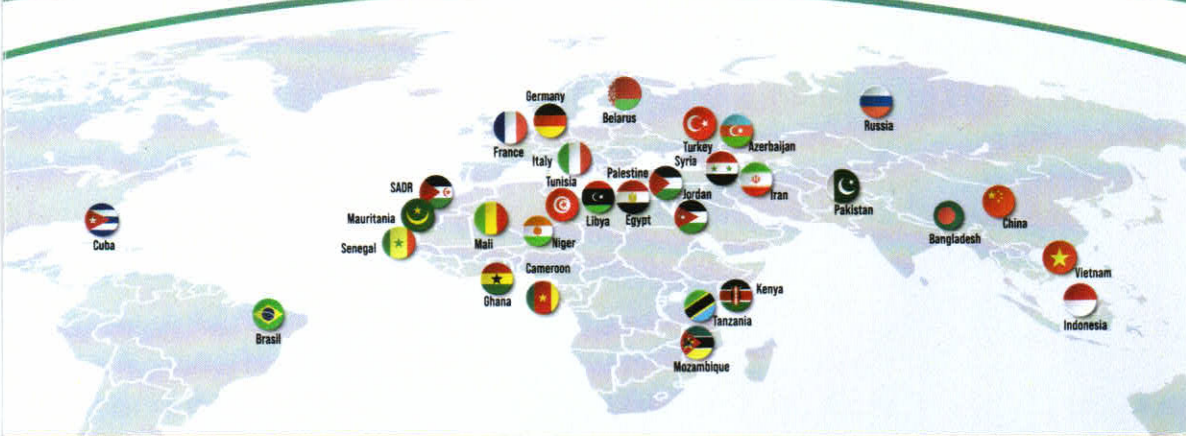 Germany
Belarus
France
Russia
Italy
Turkey
Azerbaijan
Syria
Palestine
Tunisia
SADR
Jordan
Iran
Pakistan
Mauritania
Libya
Egypt
China
Cuba
Senegal
Mali
Niger
Bangladesh
Cameroon
Vietnam
Ghana
Kenya
Tanzania
Indonesia
Brasil
Mozambique